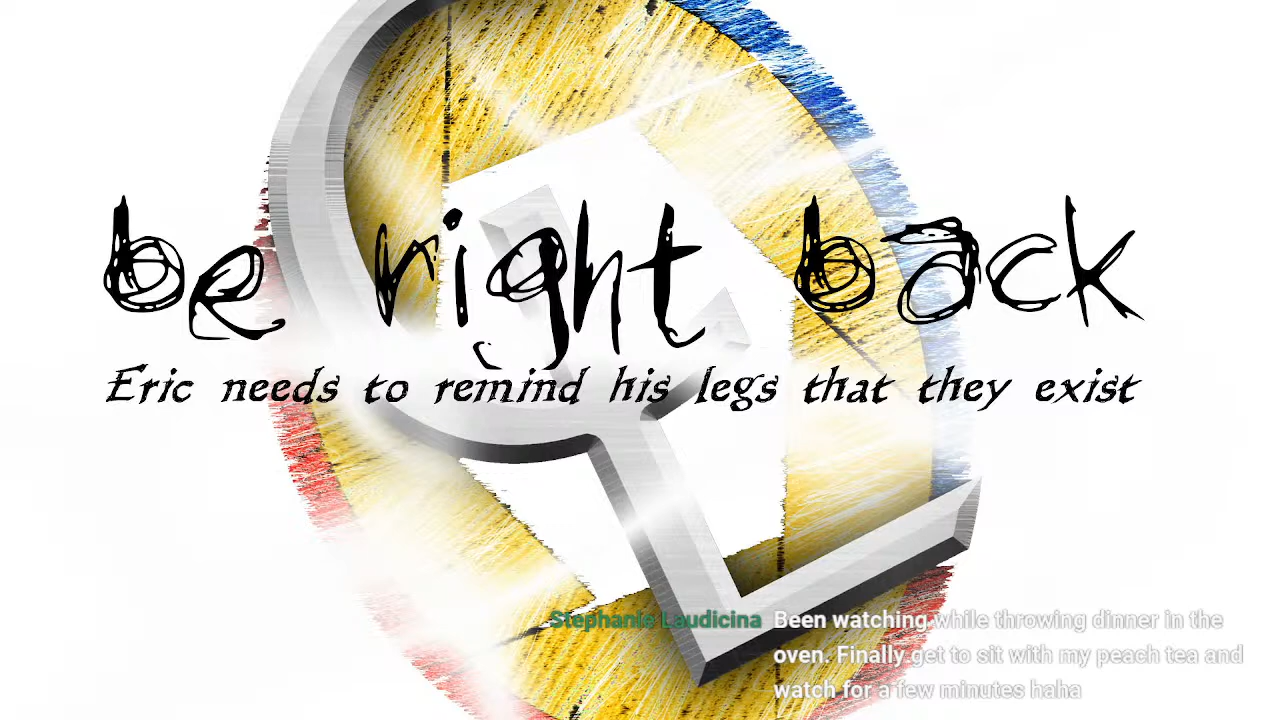 be right back
Eric needs to remind his legs that they exist
Stephanie Laudicina Been watching while throwing dinner in the
oven. Finally get to sit with my peach tea and
watch for a few minutes haha